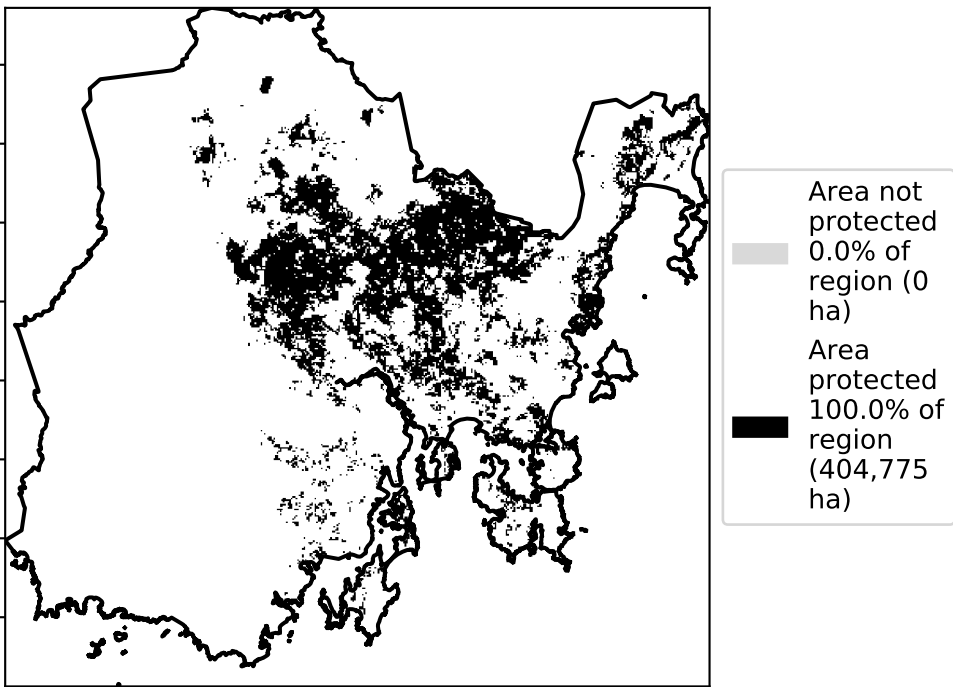 Area not
protected
0.0% of
region (0
ha)
Area
protected
100.0% of
region
(404,775
ha)